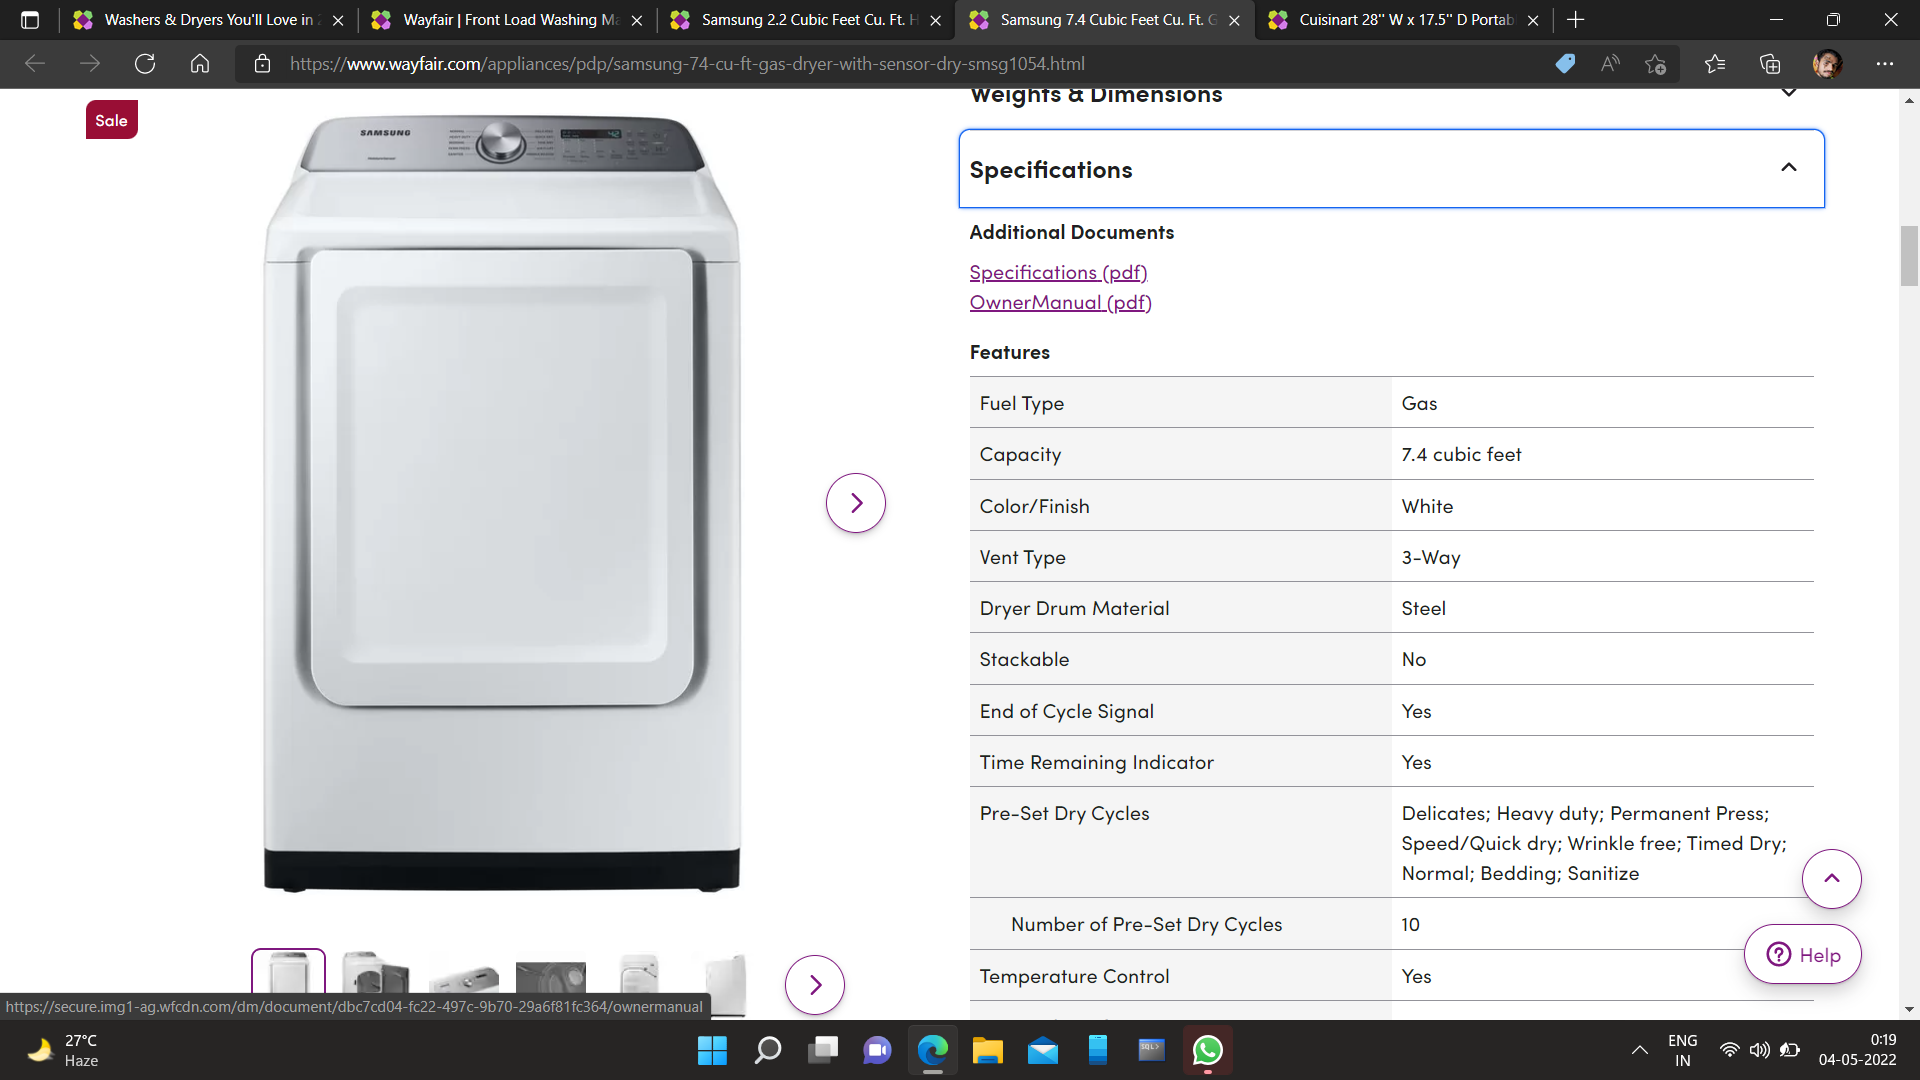 Washers & Dryers You'll Love in 2
Wayfair | Front Load Washing Ma
Samsung 2.2 Cubic Feet Cu. Ft. H
Samsung 7.4 Cubic Feet Cu. Ft. G
Cuisinart 28'' W x 17.5'' D Portab
https://www.wayfair.com/appliances/pdp/samsung-74-cu-ft-gas-dryer-with-sensor-dry-smsg1054.html
Sale
SAMSUNG
42
Weights & Dimensions
Specifications
Additional Documents
Specifications (pdf)
OwnerManual (pdf)
Features
Fuel Type Gas
Capacity 7.4 cubic feet
Color/Finish White
Vent Type 3-Way
Dryer Drum Material Steel
Stackable No
End of Cycle Signal Yes
Time Remaining Indicator Yes
Pre-Set Dry Cycles Delicates; Heavy duty; Permanent Press;
Speed/Quick dry; Wrinkle free; Timed Dry;
Normal; Bedding; Sanitize
Number of Pre-Set Dry Cycles 10
Temperature Control Yes
Help
https://secure.img1-ag.wfcdn.com/dm/document/dbc7cd04-fc22-497c-9b70-29a6f81fc364/ownermanual
27°C
Haze
SQL>
ENG
IN
0:19
04-05-2022